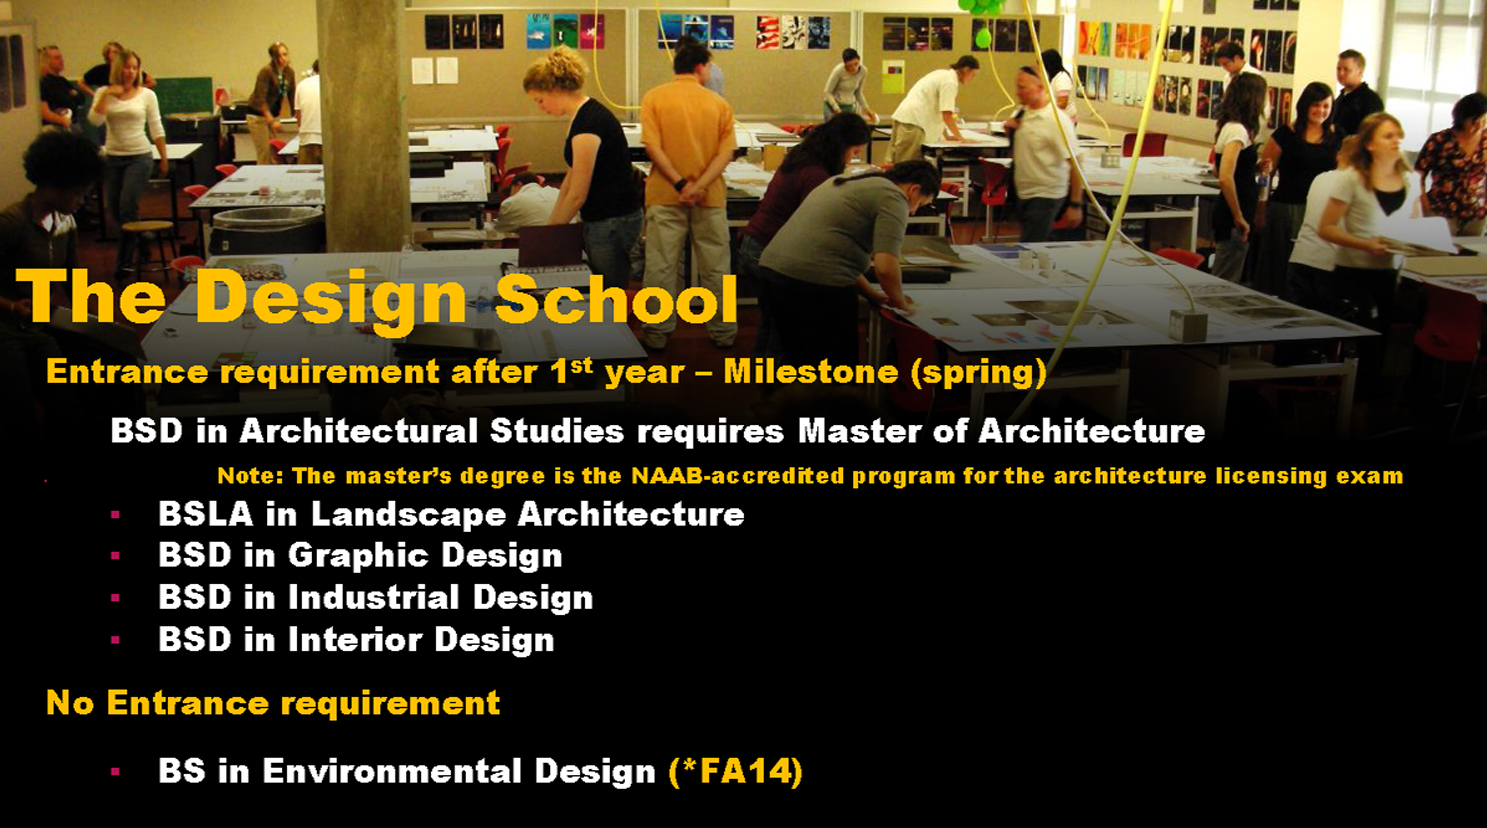 The Design School
Entrance requirement after 1st year – Milestone (spring)
BSD in Architectural Studies requires Master of Architecture
Note: The master’s degree is the NAAB-accredited program for the architecture licensing exam
▪ BSLA in Landscape Architecture
▪ BSD in Graphic Design
▪ BSD in Industrial Design
▪ BSD in Interior Design
No Entrance requirement
▪ BS in Environmental Design (*FA14)